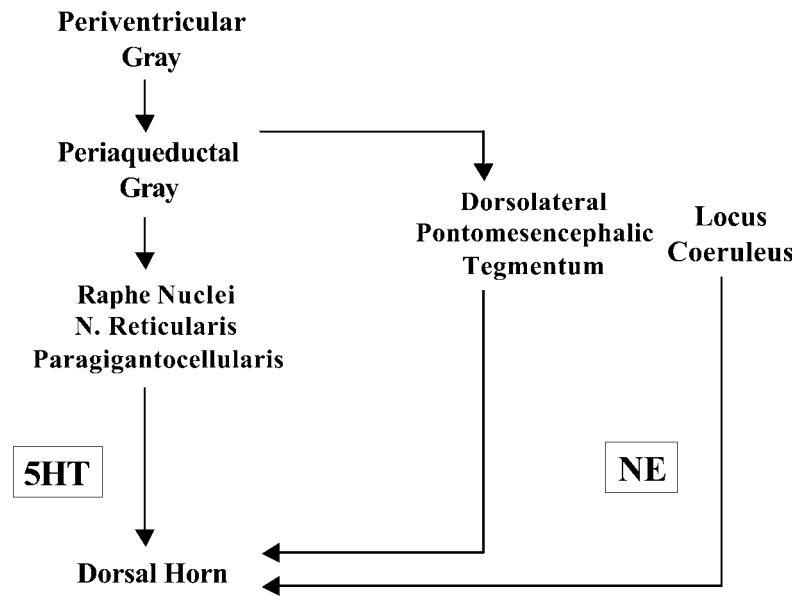 Periventricular
Gray
Periaqueductal
Gray
Dorsolateral
Pontomesencephalic
Tegmentum
Locus
Coeruleus
Raphe Nuclei
N. Reticularis
Paragigantocellularis
5HT
NE
Dorsal Horn